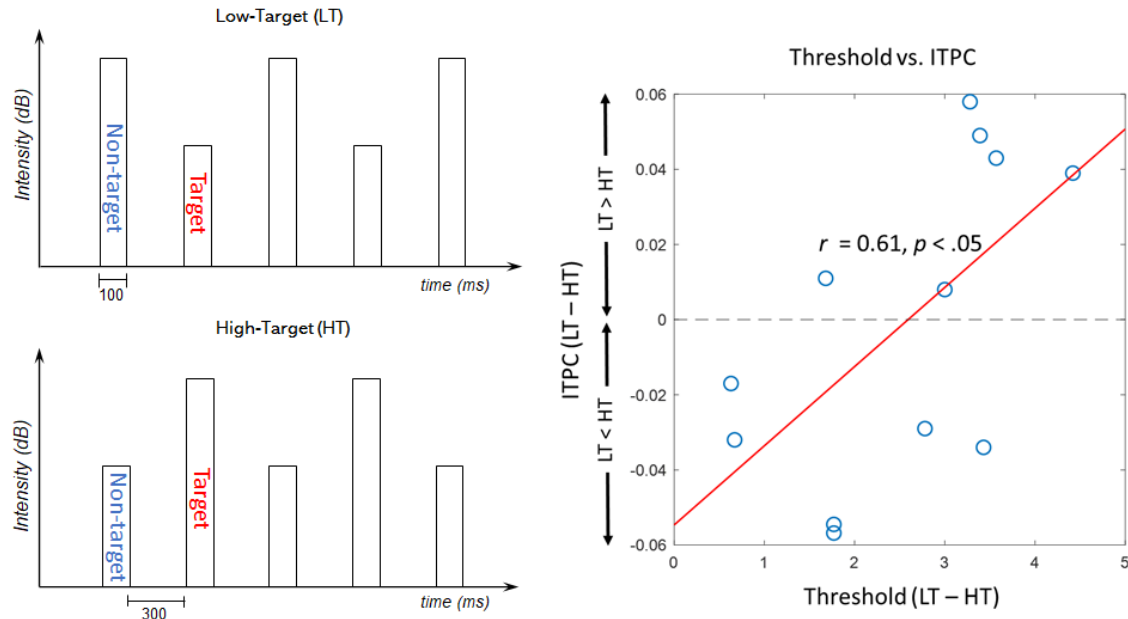 Low-Target (LT)
Intensity (dB)
Non-target
Target
100
time (ms)
High-Target (HT)
Intensity (dB)
Non-target
Target
300
time (ms)
Threshold vs. ITPC
ITPC (LT – HT)
LT > HT
LT < HT
0.06
0.04
0.02
0
-0.02
-0.04
-0.06
r = 0.61, p < .05
0 1 2 3 4 5
Threshold (LT – HT)